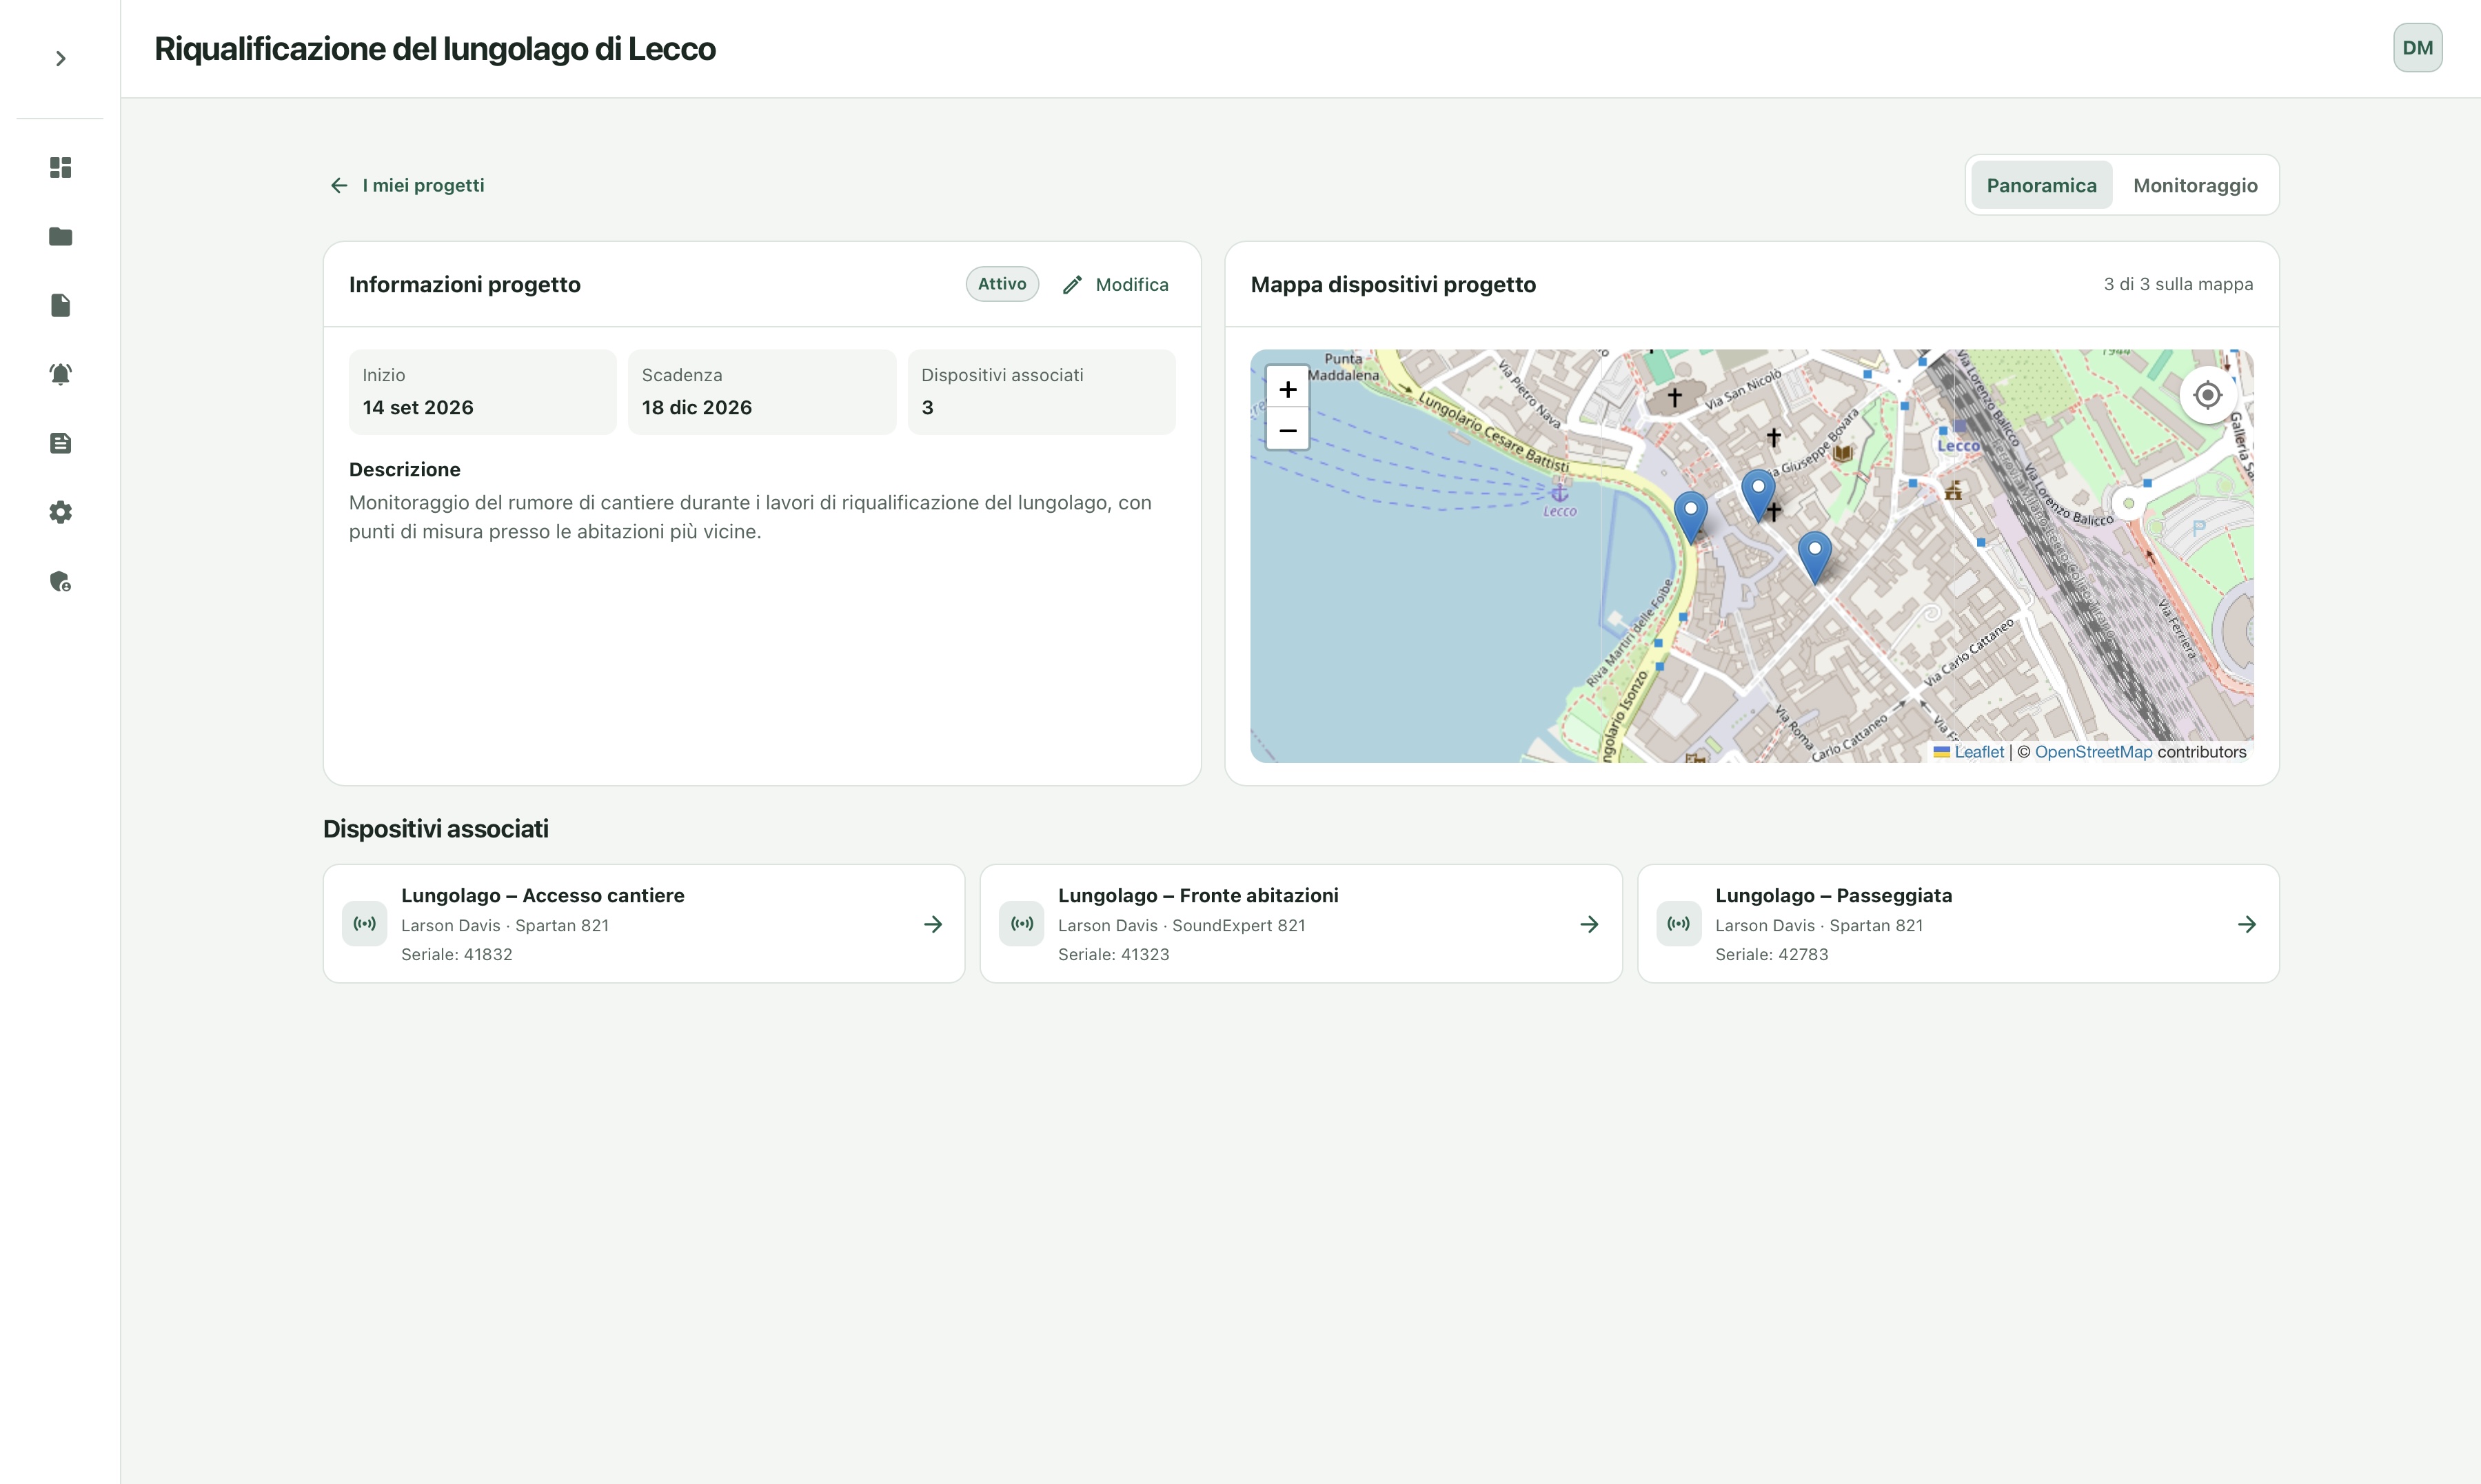 Riqualificazione del lungolago di Lecco
DM
I miei progetti
Panoramica
Monitoraggio
Informazioni progetto
Attivo
Modifica
Inizio
14 set 2026
Scadenza
18 dic 2026
Dispositivi associati
3
Descrizione
Monitoraggio del rumore di cantiere durante i lavori di riqualificazione del lungolago, con
punti di misura presso le abitazioni più vicine.
Mappa dispositivi progetto
3 di 3 sulla mappa
+
−
Punta
Maddalena
Via Pietro Nava
Via San Nicolò
Lungolario Cesare Battisti
Via Giuseppe Bovara
Lecco
Lecco
Via Lorenzo Balicco
Via Lorenzo Balicco
Galleria
P
Via Ferriera
Riva Martiri delle Foibe
Isonzo
Via Carlo Cattaneo
Carlo Cattaneo
Via Roma
Leaflet | © OpenStreetMap contributors
Dispositivi associati
Lungolago – Accesso cantiere
Larson Davis · Spartan 821
Seriale: 41832
Lungolago – Fronte abitazioni
Larson Davis · SoundExpert 821
Seriale: 41323
Lungolago – Passeggiata
Larson Davis · Spartan 821
Seriale: 42783